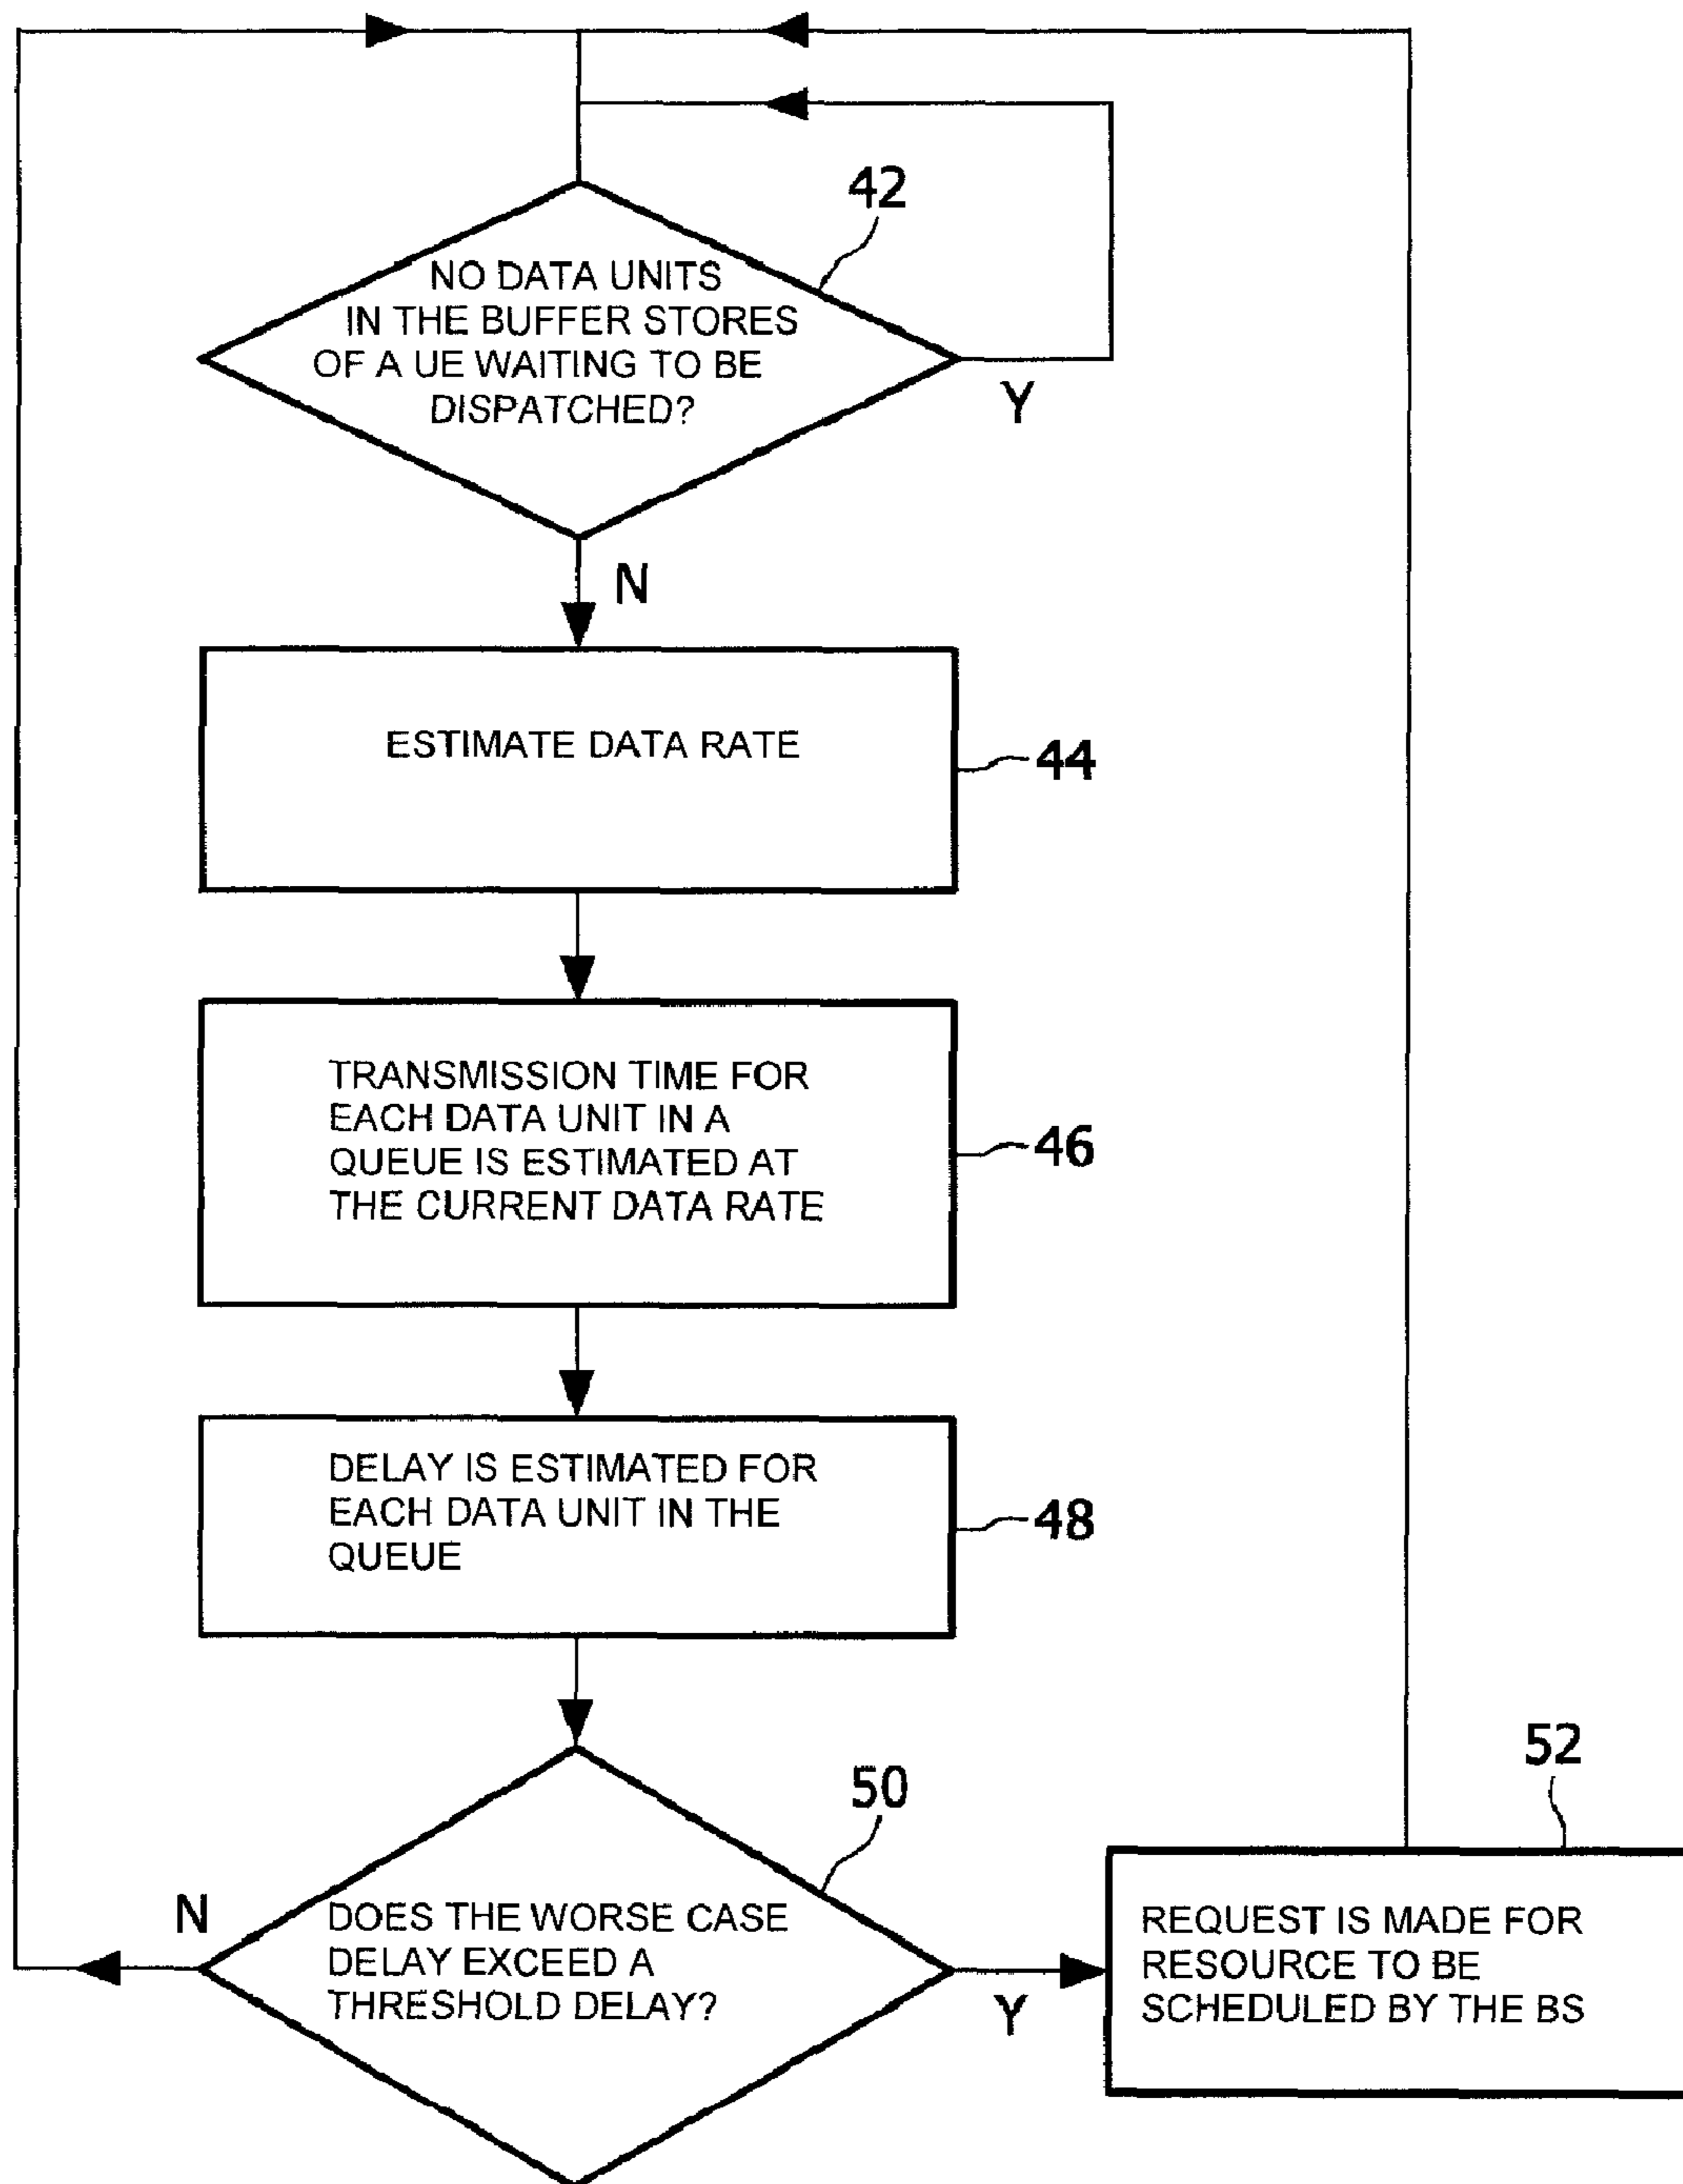 42
NO DATA UNITS
IN THE BUFFER STORES
OF A UE WAITING TO BE
DISPATCHED?
Y
N
ESTIMATE DATA RATE
44
TRANSMISSION TIME FOR
EACH DATA UNIT IN A
QUEUE IS ESTIMATED AT
THE CURRENT DATA RATE
46
DELAY IS ESTIMATED FOR
EACH DATA UNIT IN THE
QUEUE
48
50
52
N
DOES THE WORSE CASE
DELAY EXCEED A
THRESHOLD DELAY?
Y
REQUEST IS MADE FOR
RESOURCE TO BE
SCHEDULED BY THE BS